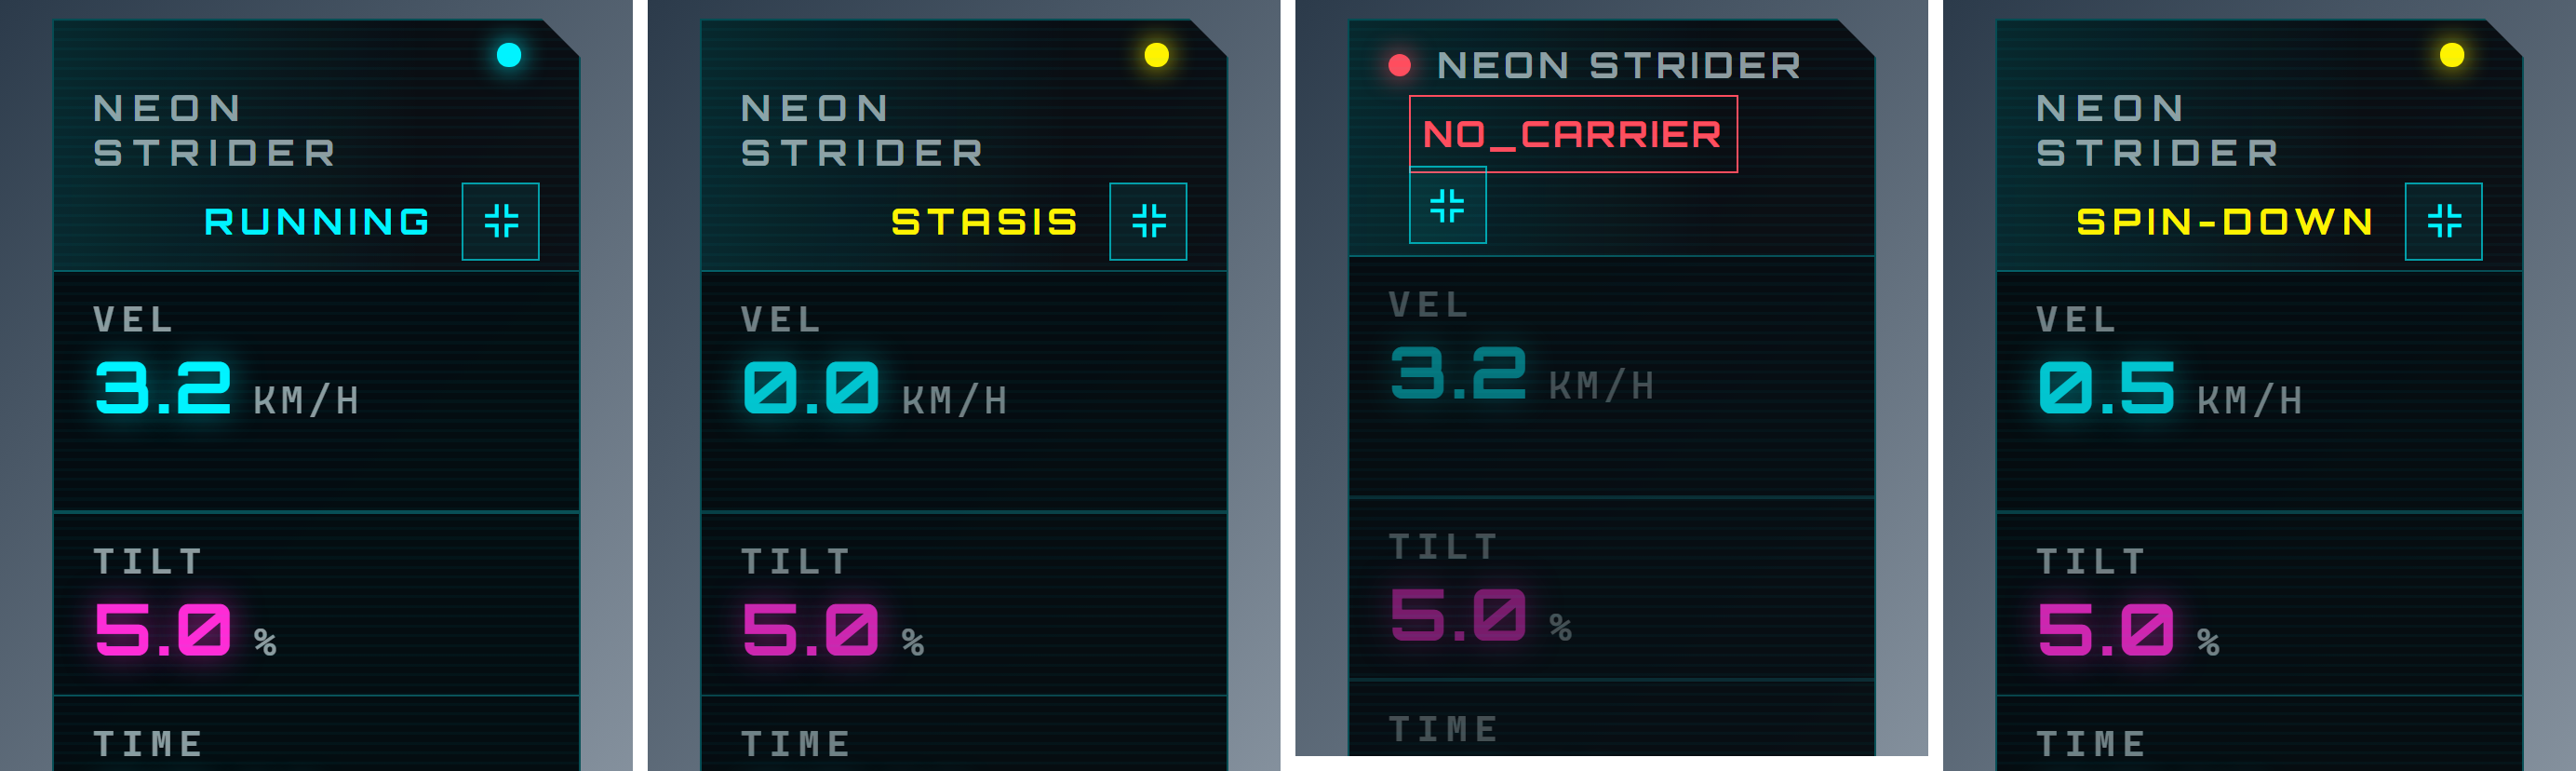 NEON
STRIDER
RUNNING
VEL
3.2 KM/H
TILT
5.0 %
TIME
NEON
STRIDER
STASIS
VEL
0.0 KM/H
TILT
5.0 %
TIME
NEON STRIDER
NO_CARRIER
VEL
3.2 KM/H
TILT
5.0 %
TIME
NEON
STRIDER
SPIN-DOWN
VEL
0.5 KM/H
TILT
5.0 %
TIME